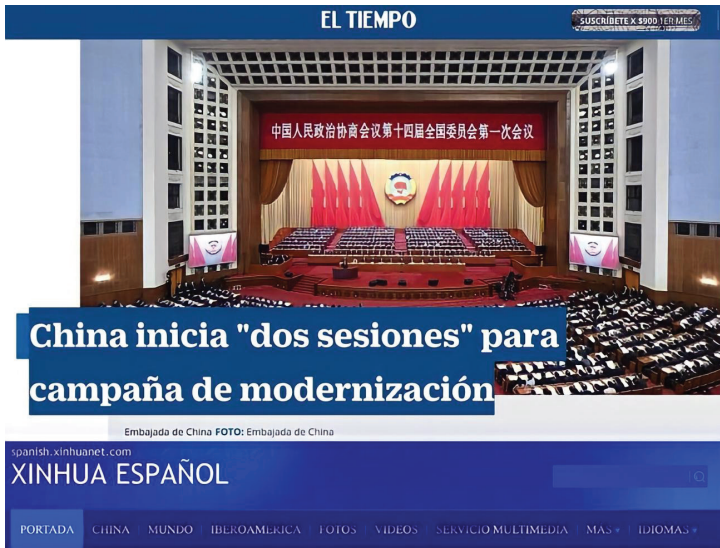 EL TIEMPO
SUSCRÍBETE X $900 1ER MES
中国人民政治协商会议第十四届全国委员会第一次会议
China inicia "dos sesiones" para
campaña de modernización
Embajada de China FOTO: Embajada de China
spanish.xinhuanet.com
XINHUA ESPAÑOL
PORTADA CHINA MUNDO IBEROAMERICA FOTOS VIDEOS SERVICIO MULTIMEDIA MAS IDIOMAS